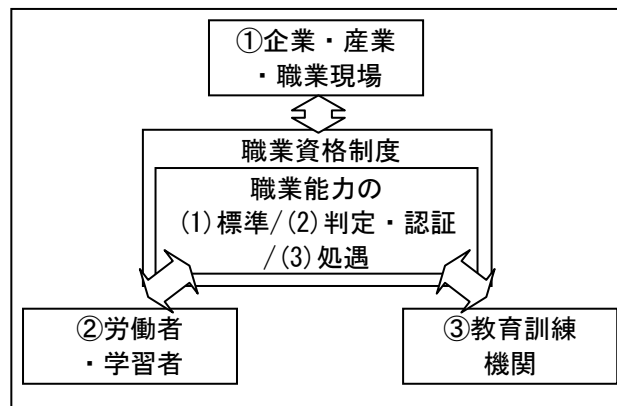 ①企業・産業
・職業現場
職業資格制度
職業能力の
(1)標準/(2)判定・認証
/(3)処遇
②労働者
・学習者
③教育訓練
機関